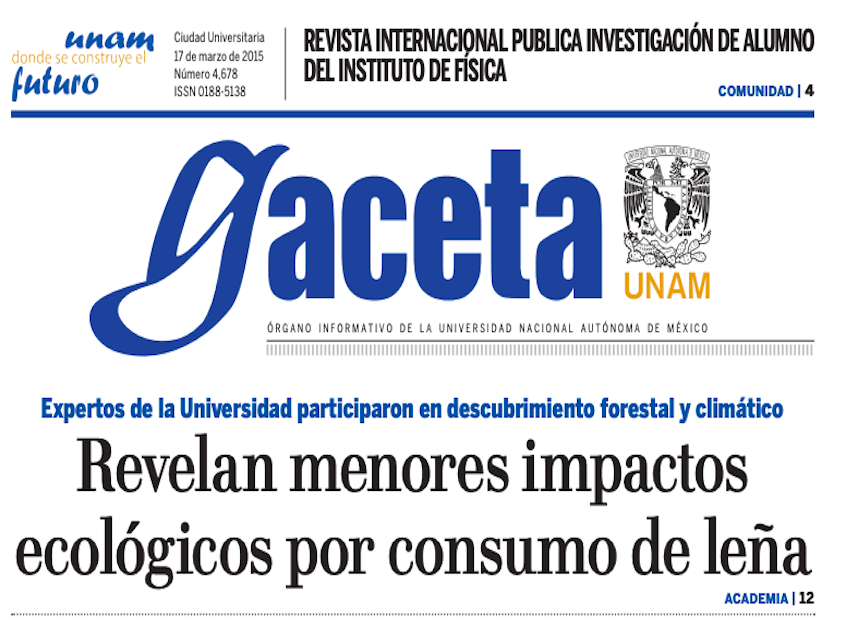 unam
donde se construye el
futuro
Ciudad Universitaria
17 de marzo de 2015
Número 4,678
ISSN 0188-5138
REVISTA INTERNACIONAL PUBLICA INVESTIGACIÓN DE ALUMNO
DEL INSTITUTO DE FÍSICA
COMUNIDAD | 4
gaceta
UNAM
ÓRGANO INFORMATIVO DE LA UNIVERSIDAD NACIONAL AUTÓNOMA DE MÉXICO
Expertos de la Universidad participaron en descubrimiento forestal y climático
Revelan menores impactos
ecológicos por consumo de leña
ACADEMIA | 12